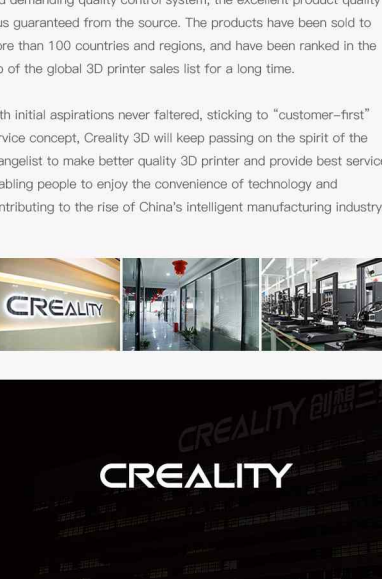 demanding quality control system, the excellent product quality
us guaranteed from the source. The products have been sold to
ore than 100 countries and regions, and have been ranked in the
of the global 3D printer sales list for a long time.
th initial aspirations never faltered, sticking to “customer-first”
rvice concept, Creality 3D will keep passing on the spirit of the
angelist to make better quality 3D printer and provide best service
abling people to enjoy the convenience of technology and
ntributing to the rise of China's intelligent manufacturing industry
CREALITY
CREALITY 创想三
CREALITY